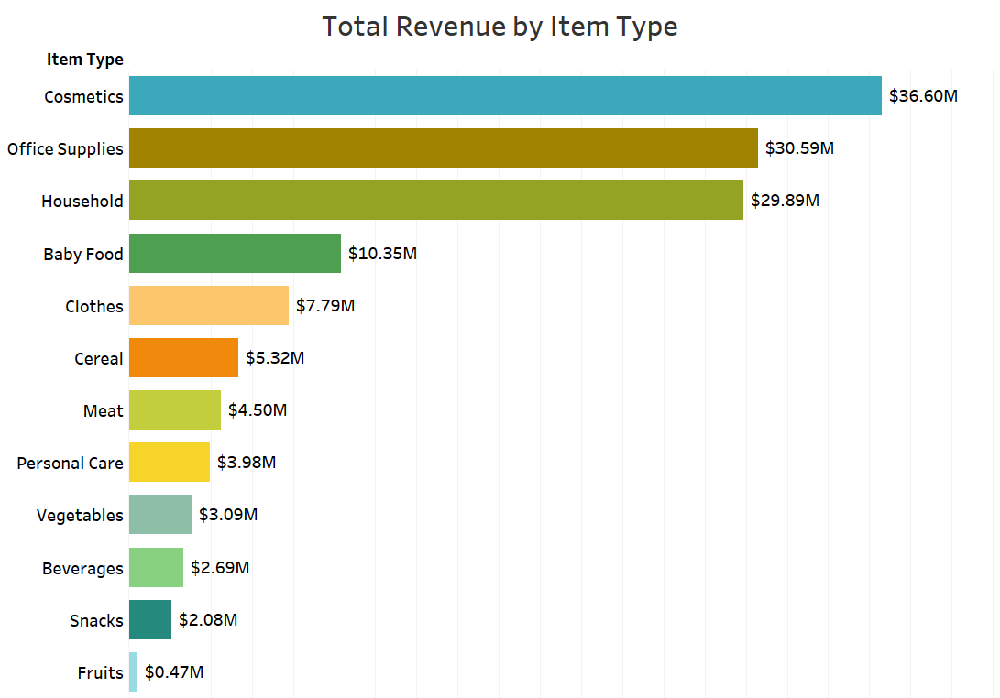 Total Revenue by Item Type
Item Type
Cosmetics $36.60M
Office Supplies $30.59M
Household $29.89M
Baby Food $10.35M
Clothes $7.79M
Cereal $5.32M
Meat $4.50M
Personal Care $3.98M
Vegetables $3.09M
Beverages $2.69M
Snacks $2.08M
Fruits $0.47M